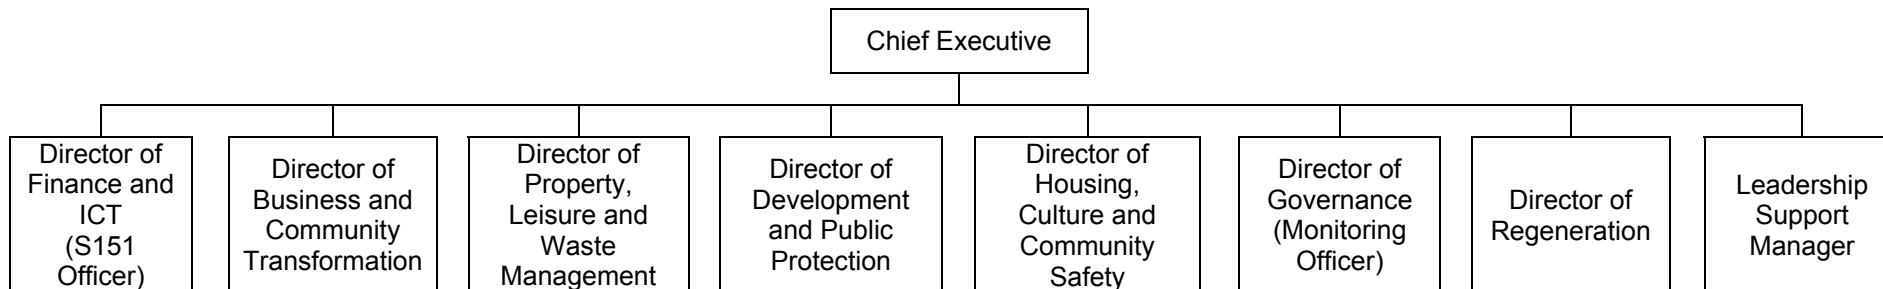 Chief Executive
Director of
Finance and
ICT
(S151
Officer)
Director of
Business and
Community
Transformation
Director of
Property,
Leisure and
Waste
Management
Director of
Development
and Public
Protection
Director of
Housing,
Culture and
Community
Safety
Director of
Governance
(Monitoring
Officer)
Director of
Regeneration
Leadership
Support
Manager